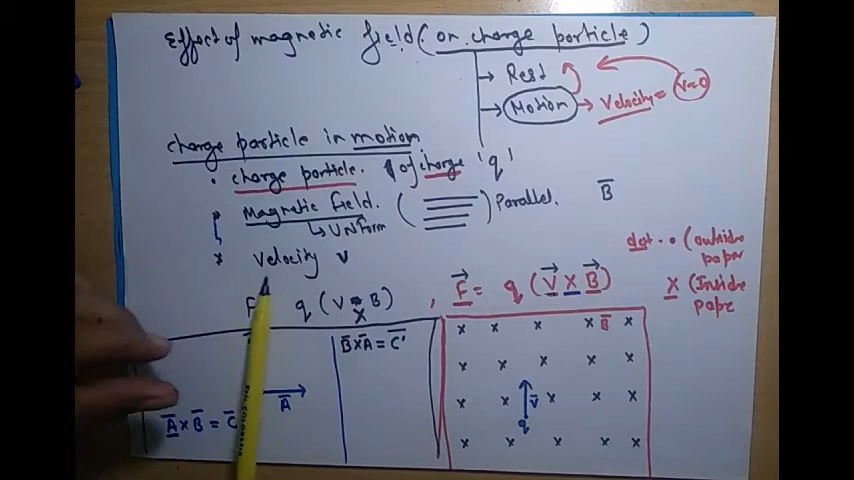 Effect of magnetic field (on charge particle)
→ Rest
→ Motion → Velocity = v=0
charge particle in motion
• charge particle. of charge 'q'
* Magnetic field. ( ) Parallel. B̅
↳ UNIform
* Velocity v
F q (V × B) , F⃗ = q (V⃗ × B⃗)
dot • (outside paper
X (Inside pape
B̅×A̅ = C̅'
x x x x B̅ x
x x x x x
x x v̅ x x x
q
x x x x x
A̅
A̅×B̅ = C̅